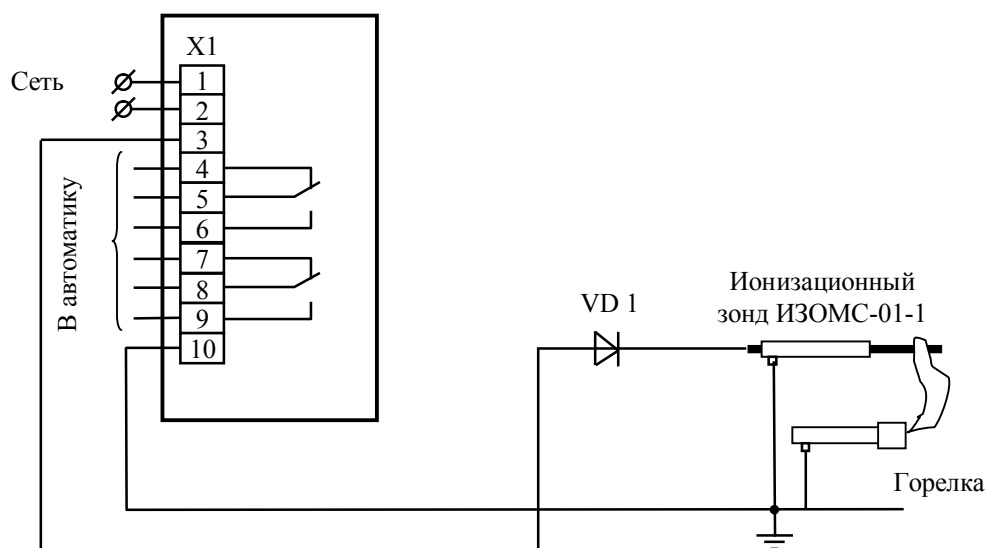 X1
Сеть
1
2
3
4
5
6
7
8
9
10
В автоматику
VD 1
Ионизационный
зонд ИЗОМС-01-1
Горелка